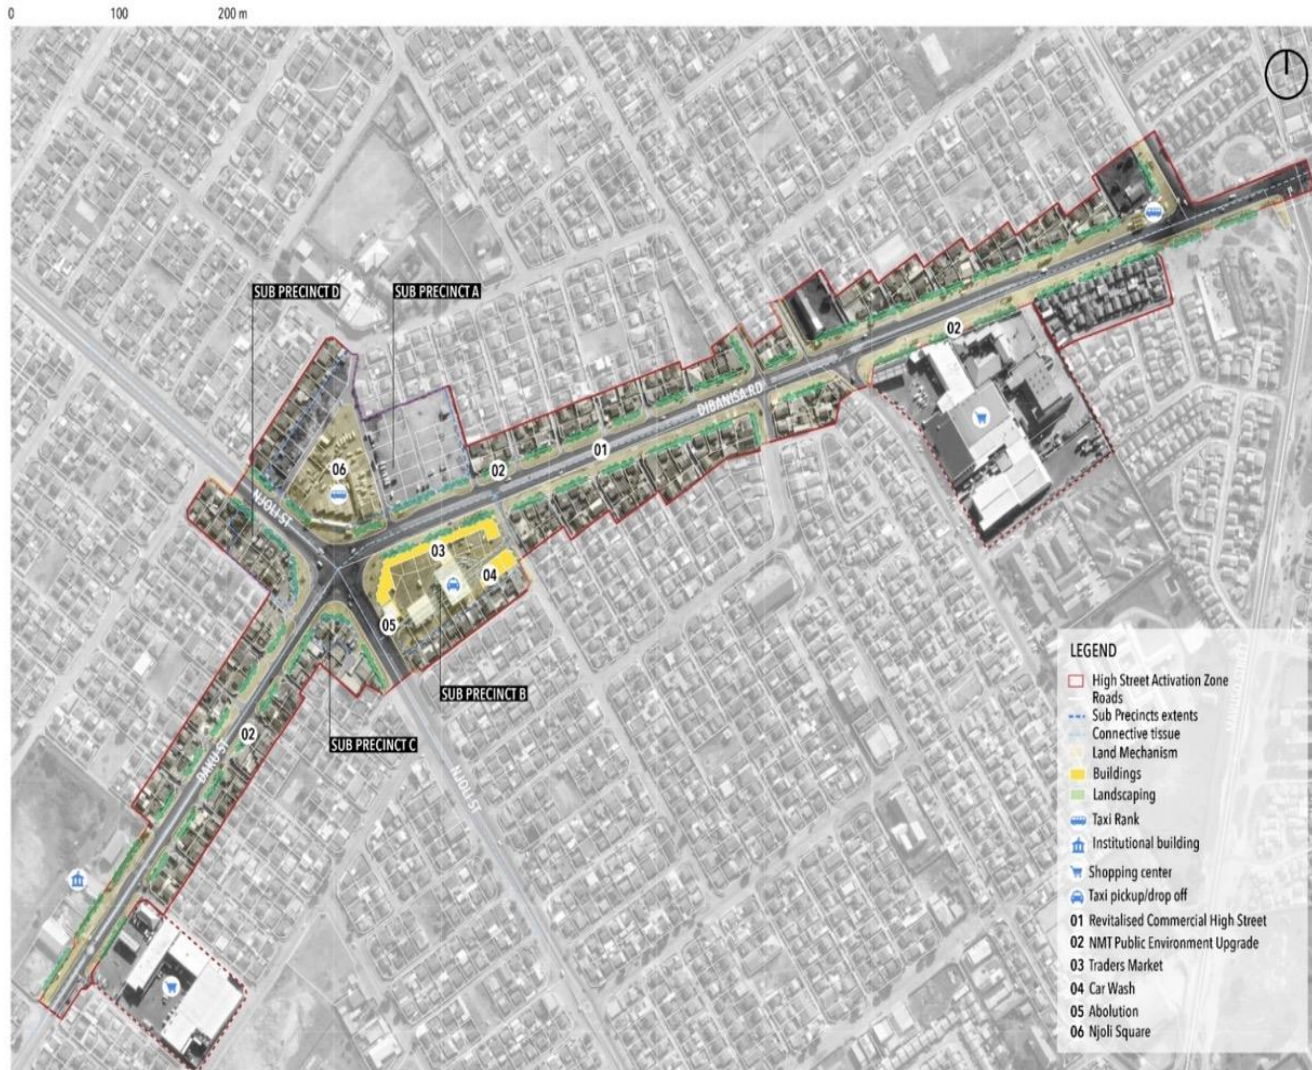 0 100 200 m
SUB PRECINCT D
SUB PRECINCT A
02
DIBANISA RD
01
02
06
NJOLI ST
03
04
05
SUB PRECINCT B
SUB PRECINCT C
02
DAKU ST
NJOLI ST
LEGEND
High Street Activation Zone
Roads
Sub Precincts extents
Connective tissue
Land Mechanism
Buildings
Landscaping
Taxi Rank
Institutional building
Shopping center
Taxi pickup/drop off
01 Revitalised Commercial High Street
02 NMT Public Environment Upgrade
03 Traders Market
04 Car Wash
05 Abolution
06 Njoli Square